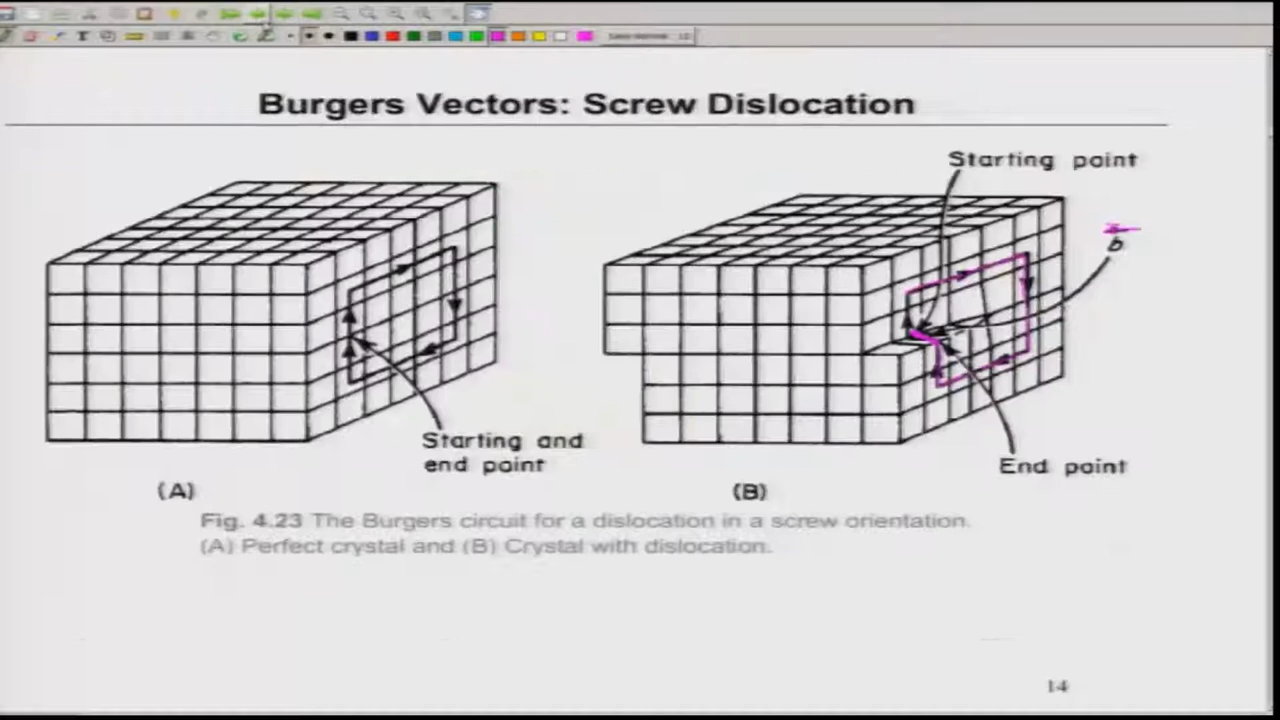 Burgers Vectors: Screw Dislocation
Starting point
b
Starting and
end point
End point
(A)
(B)
Fig. 4.23 The Burgers circuit for a dislocation in a screw orientation.
(A) Perfect crystal and (B) Crystal with dislocation.
14